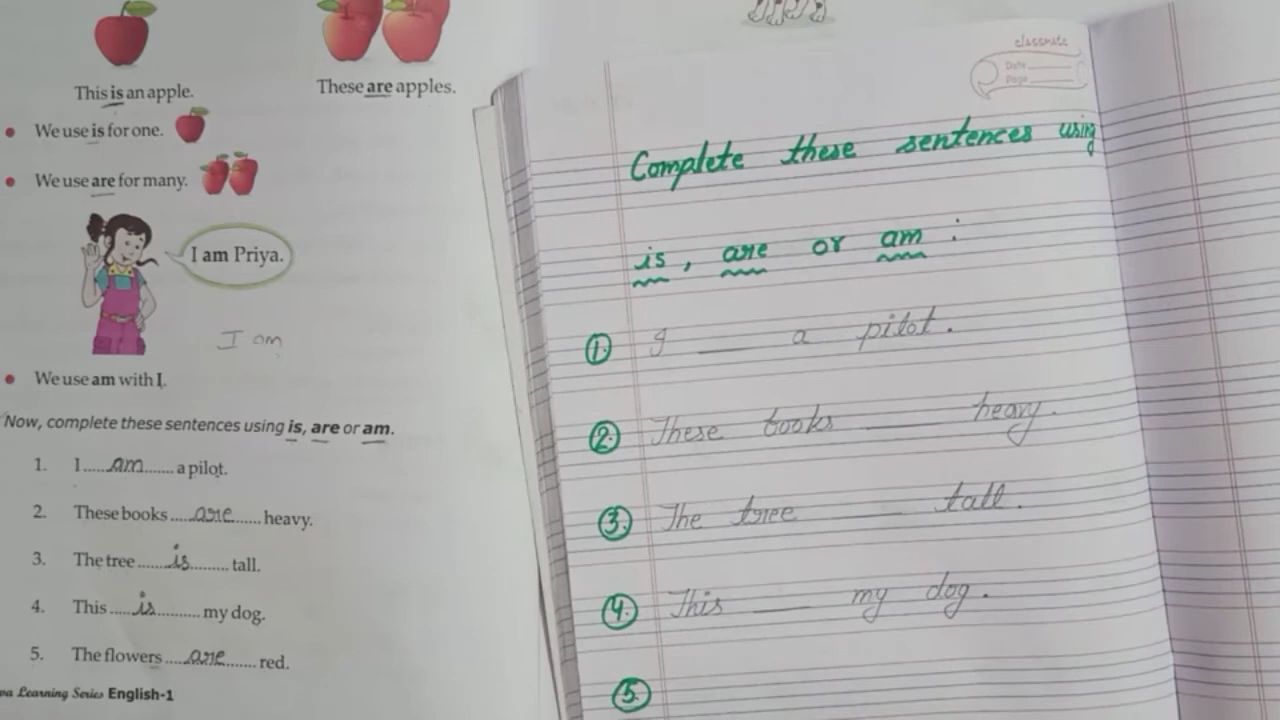 This is an apple.
These are apples.
We use is for one.
We use are for many.
I am Priya.
I am
We use am with I.
Now, complete these sentences using is, are or am.
1. I.....am....... a pilot.
2. These books .....are...... heavy.
3. The tree ........is.......... tall.
4. This .....is........... my dog.
5. The flowers ....are....... red.
Learning Series English-1
classmate
Date
Page
Complete these sentences using
is, are or am :
1. I ___ a pilot.
2. These books ___ heavy.
3. The tree ___ tall.
4. This ___ my dog.
5.